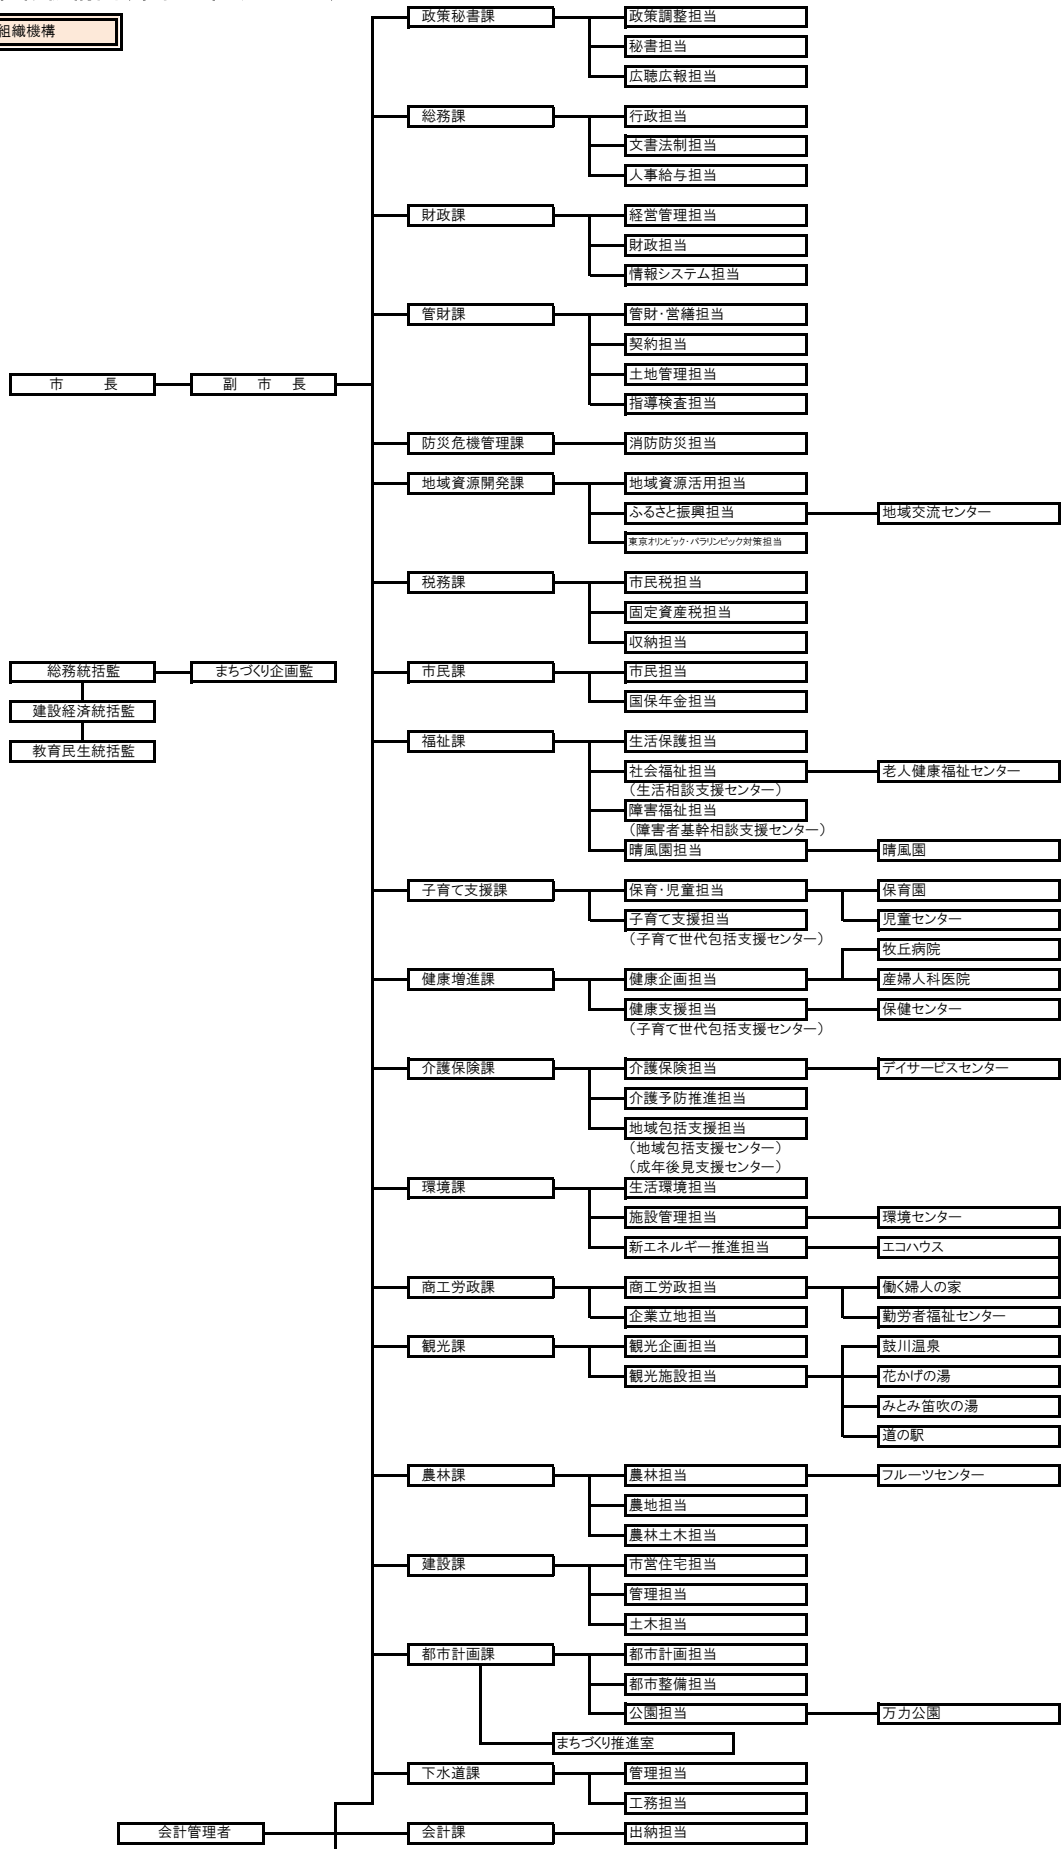 組織機構
政策秘書課
政策調整担当
秘書担当
広聴広報担当
総務課
行政担当
文書法制担当
人事給与担当
財政課
経営管理担当
財政担当
情報システム担当
管財課
管財・営繕担当
契約担当
土地管理担当
指導検査担当
市 長
副 市 長
防災危機管理課
消防防災担当
地域資源開発課
地域資源活用担当
ふるさと振興担当
地域交流センター
東京オリンピック・パラリンピック対策担当
税務課
市民税担当
固定資産税担当
収納担当
総務統括監
まちづくり企画監
建設経済統括監
教育民生統括監
市民課
市民担当
国保年金担当
福祉課
生活保護担当
社会福祉担当
老人健康福祉センター
（生活相談支援センター）
障害福祉担当
（障害者基幹相談支援センター）
晴風園担当
晴風園
子育て支援課
保育・児童担当
保育園
子育て支援担当
児童センター
（子育て世代包括支援センター）
牧丘病院
健康増進課
健康企画担当
産婦人科医院
健康支援担当
保健センター
（子育て世代包括支援センター）
介護保険課
介護保険担当
デイサービスセンター
介護予防推進担当
地域包括支援担当
（地域包括支援センター）
（成年後見支援センター）
環境課
生活環境担当
施設管理担当
環境センター
新エネルギー推進担当
エコハウス
商工労政課
商工労政担当
働く婦人の家
企業立地担当
勤労者福祉センター
観光課
観光企画担当
鼓川温泉
観光施設担当
花かげの湯
みとみ笛吹の湯
道の駅
農林課
農林担当
フルーツセンター
農地担当
農林土木担当
建設課
市営住宅担当
管理担当
土木担当
都市計画課
都市計画担当
都市整備担当
公園担当
万力公園
まちづくり推進室
下水道課
管理担当
工務担当
会計管理者
会計課
出納担当